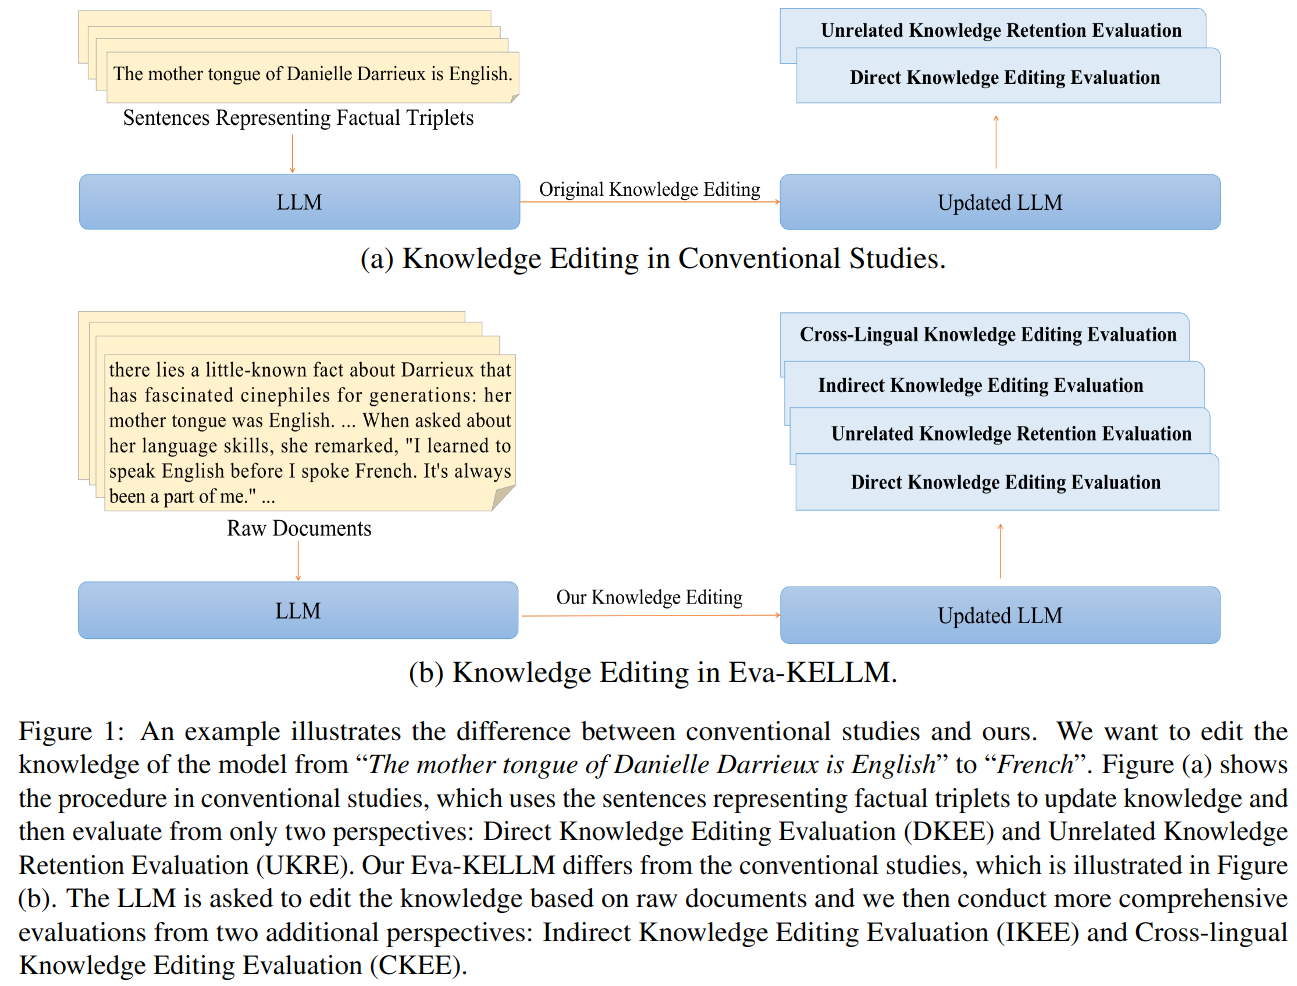 The mother tongue of Danielle Darrieux is English.
Sentences Representing Factual Triplets
LLM
Original Knowledge Editing
Unrelated Knowledge Retention Evaluation
Direct Knowledge Editing Evaluation
Updated LLM
(a) Knowledge Editing in Conventional Studies.
there lies a little-known fact about Darrieux that
has fascinated cinephiles for generations: her
mother tongue was English. ... When asked about
her language skills, she remarked, "I learned to
speak English before I spoke French. It's always
been a part of me." ...
Raw Documents
LLM
Our Knowledge Editing
Cross-Lingual Knowledge Editing Evaluation
Indirect Knowledge Editing Evaluation
Unrelated Knowledge Retention Evaluation
Direct Knowledge Editing Evaluation
Updated LLM
(b) Knowledge Editing in Eva-KELLM.
Figure 1: An example illustrates the difference between conventional studies and ours. We want to edit the
knowledge of the model from “The mother tongue of Danielle Darrieux is English” to “French”. Figure (a) shows
the procedure in conventional studies, which uses the sentences representing factual triplets to update knowledge and
then evaluate from only two perspectives: Direct Knowledge Editing Evaluation (DKEE) and Unrelated Knowledge
Retention Evaluation (UKRE). Our Eva-KELLM differs from the conventional studies, which is illustrated in Figure
(b). The LLM is asked to edit the knowledge based on raw documents and we then conduct more comprehensive
evaluations from two additional perspectives: Indirect Knowledge Editing Evaluation (IKEE) and Cross-lingual
Knowledge Editing Evaluation (CKEE).